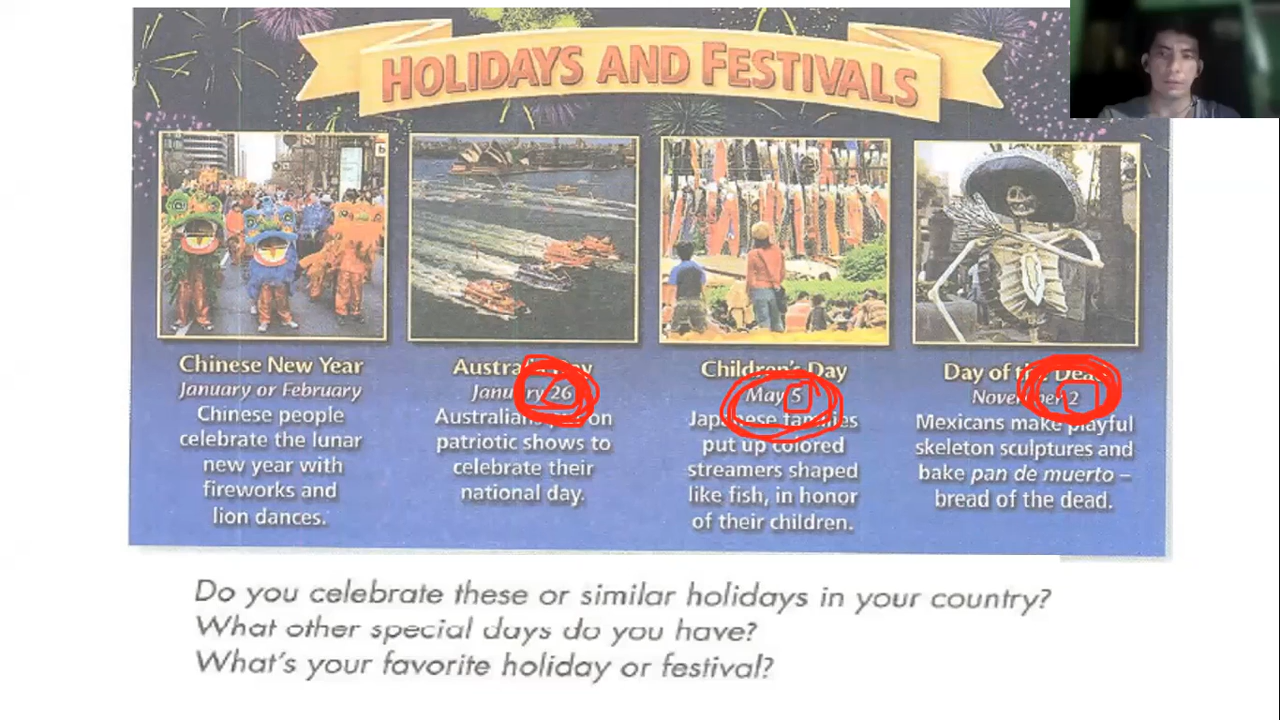 HOLIDAYS AND FESTIVALS
Chinese New Year
January or February
Chinese people
celebrate the lunar
new year with
fireworks and
lion dances.
Australia Day
January 26
Australians on
patriotic shows to
celebrate their
national day.
Children's Day
May 5
Japanese families
put up colored
streamers shaped
like fish, in honor
of their children.
Day of the Dead
November 2
Mexicans make playful
skeleton sculptures and
bake pan de muerto –
bread of the dead.
Do you celebrate these or similar holidays in your country?
What other special days do you have?
What's your favorite holiday or festival?